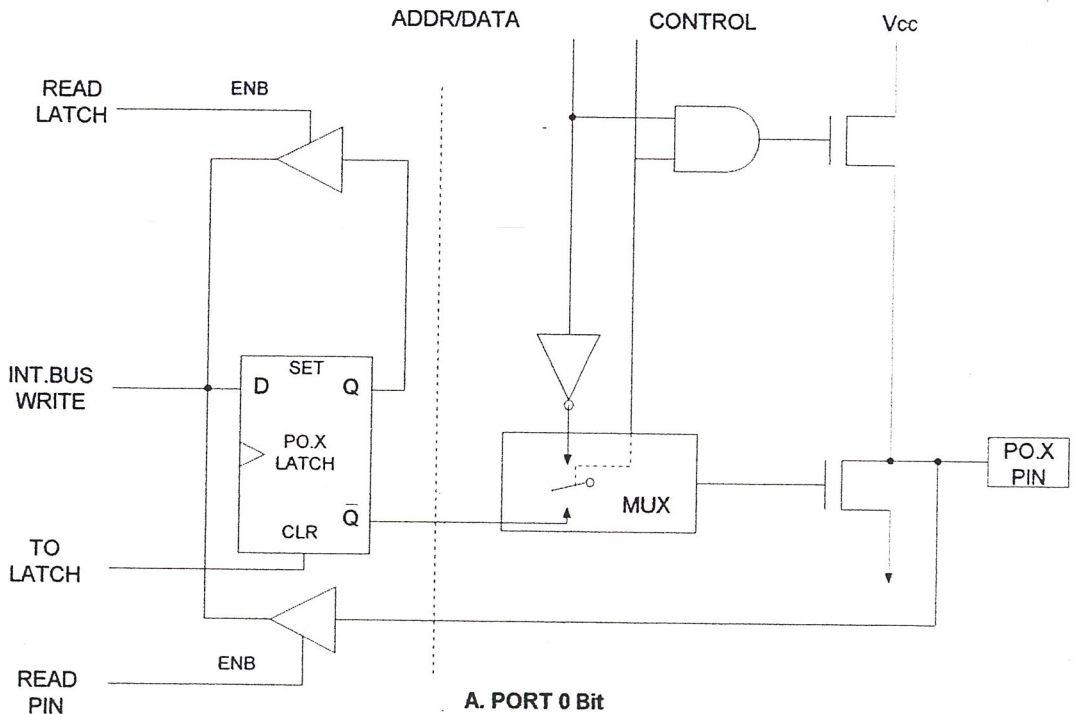 ADDR/DATA
CONTROL
Vcc
READ
LATCH
ENB
INT.BUS
WRITE
SET
D
Q
PO.X
LATCH
Q̅
CLR
MUX
PO.X
PIN
TO
LATCH
ENB
READ
PIN
A. PORT 0 Bit